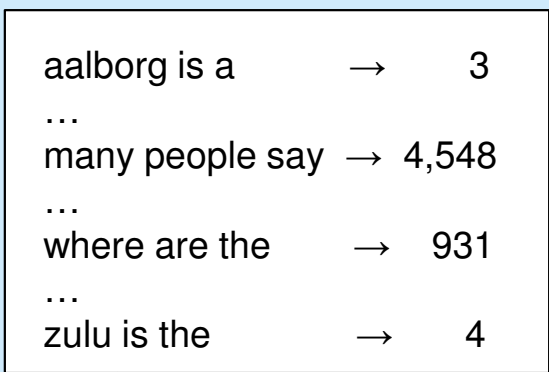 aalborg is a → 3
…
many people say → 4,548
…
where are the → 931
…
zulu is the → 4